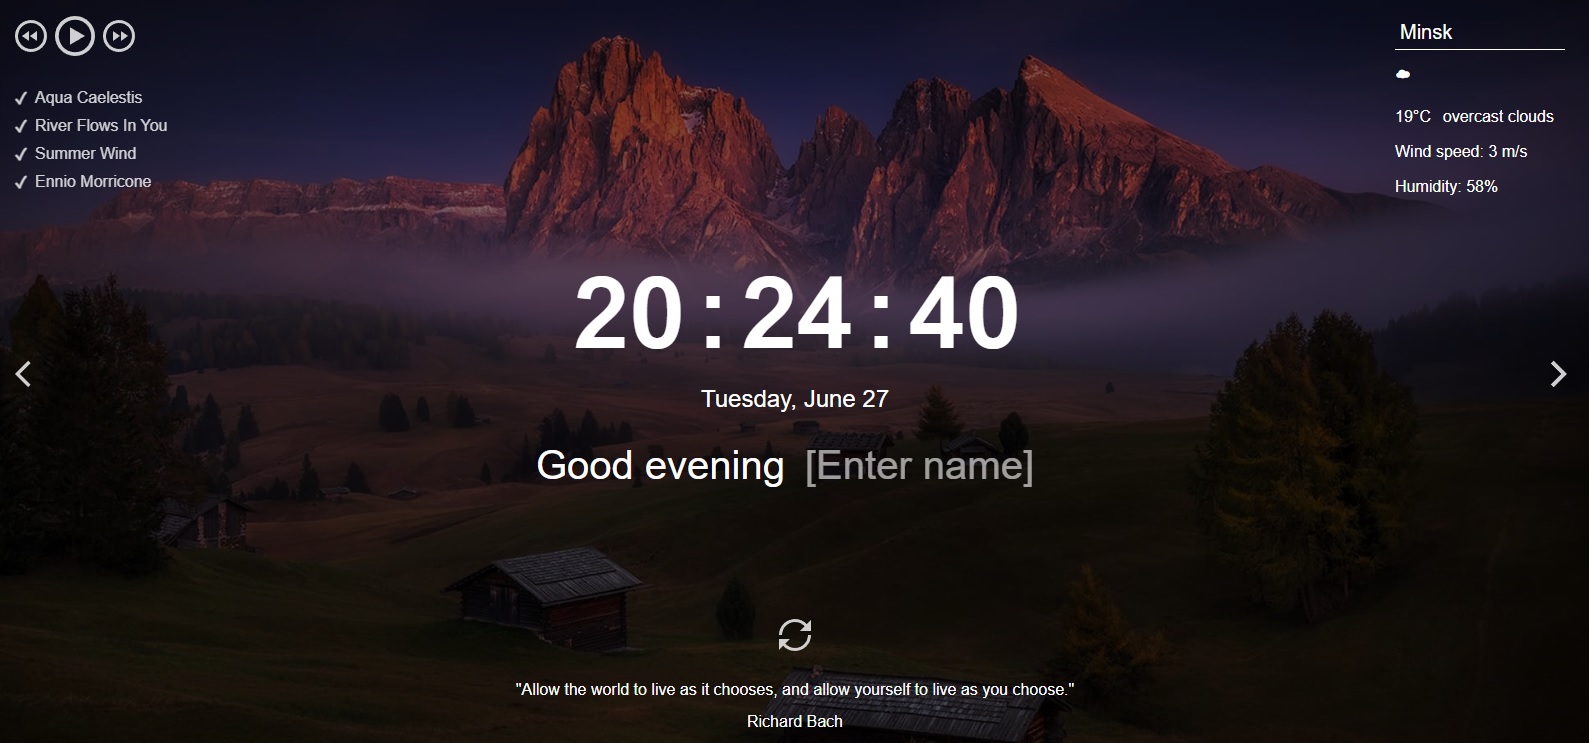 Aqua Caelestis
River Flows In You
Summer Wind
Ennio Morricone
Minsk
19°C overcast clouds
Wind speed: 3 m/s
Humidity: 58%
20:24:40
Tuesday, June 27
Good evening [Enter name]
"Allow the world to live as it chooses, and allow yourself to live as you choose."
Richard Bach